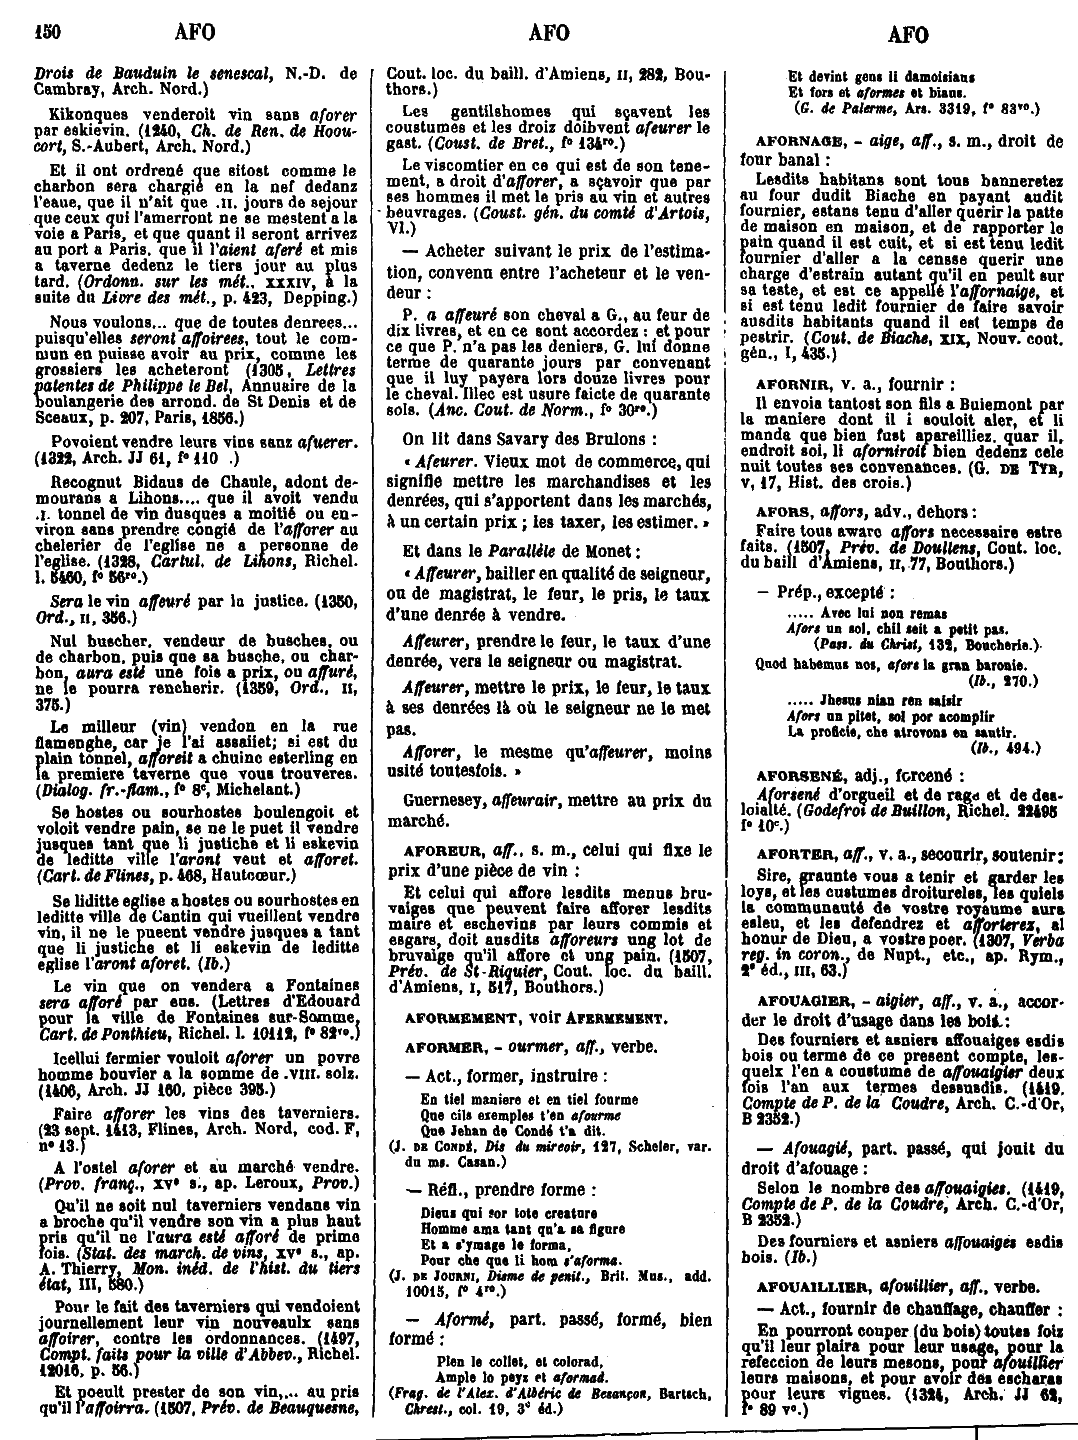 150 AFO AFO AFO
Drois de Bauduin le senescal, N.-D. de
Cambray, Arch. Nord.)
Kikonques venderoit vin sans aforer
par eskievin. (1240, Ch. de Ren. de Hoou-
cort, S.-Aubert, Arch. Nord.)
Et il ont ordrené que sitost comme le
charbon sera chargié en la nef dedanz
l'eaue, que il n'ait que .II. jours de sejour
que ceux qui l'amerront ne se mestent a la
voie a Paris, et que quant il seront arrivez
au port a Paris, que il l'aient aferé et mis
a taverne dedenz le tiers jour au plus
tard. (Ordonn. sur les mét., XXXIV, à la
suite du Livre des mét., p. 423, Depping.)
Nous voulons... que de toutes denrees...
puisqu'elles seront affoirees, tout le com-
mun en puisse avoir au prix, comme les
grossiers les acheteront (1305, Lettres
patentes de Philippe le Bel, Annuaire de la
boulangerie des arrond. de St Denis et de
Sceaux, p. 207, Paris, 1856.)
Povoient vendre leurs vins sanz afuerer.
(1322, Arch. JJ 61, f° 110 .)
Recognut Bidaus de Chaule, adont de-
mourans a Lihons.... que il avoit vendu
.I. tonnel de vin dusques a moitié ou en-
viron sans prendre congié de l'afforer au
chelerier de l'eglise ne a personne de
l'eglise. (1328, Cartul. de Lihons, Richel.
l. 5460, f° 56ro.)
Sera le vin affeuré par la justice. (1350,
Ord., II, 356.)
Nul buscher, vendeur de busches, ou
de charbon, puis que sa busche, ou char-
bon, aura esté une fois a prix, ou affuré,
ne le pourra rencherir. (1359, Ord., II,
375.)
Le milleur (vin) vendon en la rue
flamenghe, car je l'ai assaiiet; si est du
plain tonnel, afforeit a chuinc esterling en
la premiere taverne que vous trouveres.
(Dialog. fr.-flam., f° 8c, Michelant.)
Se hostes ou sourhostes boulengoit et
voloit vendre pain, se ne le puet il vendre
jusques tant que li justiche et li eskevin
de leditte ville l'aront veut et afforet.
(Cart. de Flines, p. 468, Hautcœur.)
Se liditte eglise a hostes ou sourhostes en
leditte ville de Cantin qui vueillent vendre
vin, il ne le pueent vendre jusques a tant
que li justiche et li eskevin de leditte
eglise l'aront aforet. (Ib.)
Le vin que on vendera a Fontaines
sera afforé par eus. (Lettres d'Edouard
pour la ville de Fontaines sur-Somme,
Cart. de Ponthieu, Richel. l. 10112, f° 82vo.)
Icellui fermier vouloit aforer un povre
homme bouvier a la somme de .VIII. solz.
(1406, Arch. JJ 160, pièce 395.)
Faire afforer les vins des taverniers.
(23 sept. 1413, Flines, Arch. Nord, cod. F,
n° 13.)
A l'ostel aforer et au marché vendre.
(Prov. franç., XVe s., ap. Leroux, Prov.)
Qu'il ne soit nul taverniers vendans vin
a broche qu'il vendre son vin a plus haut
pris qu'il ne l'aura esté afforé de prime
fois. (Stat. des march. de vins, XVe s., ap.
A. Thierry, Mon. inéd. de l'hist. du tiers
état, III, 580.)
Pour le fait des taverniers qui vendoient
journellement leur vin nouveaulx sans
affoirer, contre les ordonnances. (1497,
Compt. faits pour la ville d'Abbev., Richel.
12016, p. 56.)
Et poeult prester de son vin,... au pris
qu'il l'affoirra. (1507, Prév. de Beauquesne,
Cout. loc. du baill. d'Amiens, II, 282, Bou-
thors.)
Les gentilshomes qui sçavent les
coustumes et les droiz doibvent afeurer le
gast. (Coust. de Bret., f° 134ro.)
Le viscomtier en ce qui est de son tene-
ment, a droit d'afforer, a sçavoir que par
ses hommes il met le pris au vin et autres
beuvrages. (Coust. gén. du comté d'Artois,
VI.)
— Acheter suivant le prix de l'estima-
tion, convenu entre l'acheteur et le ven-
deur :
P. a affeuré son cheval a G., au feur de
dix livres, et en ce sont accordez : et pour
ce que P. n'a pas les deniers, G. lui donne
terme de quarante jours par convenant
que il luy payera lors douze livres pour
le cheval. Illec est usure faicte de quarante
sols. (Anc. Cout. de Norm., f° 30ro.)
On lit dans Savary des Brulons :
« Afeurer. Vieux mot de commerce, qui
signifie mettre les marchandises et les
denrées, qui s'apportent dans les marchés,
à un certain prix ; les taxer, les estimer. »
Et dans le Paralléle de Monet :
« Affeurer, bailler en qualité de seigneur,
ou de magistrat, le feur, le pris, le taux
d'une denrée à vendre.
Affeurer, prendre le feur, le taux d'une
denrée, vers le seigneur ou magistrat.
Affeurer, mettre le prix, le feur, le taux
à ses denrées là où le seigneur ne le met
pas.
Afforer, le mesme qu'affeurer, moins
usité toutesfois. »
Guernesey, affeurair, mettre au prix du
marché.
AFOREUR, aff., s. m., celui qui fixe le
prix d'une pièce de vin :
Et celui qui affore lesdits menus bru-
vaiges que peuvent faire afforer lesdits
maire et eschevins par leurs commis et
esgars, doit ausdits afforeurs ung lot de
bruvaige qu'il affore et ung pain. (1507,
Prév. de St-Riquier, Cout. loc. du baill.
d'Amiens, I, 517, Bouthors.)
AFORMEMENT, voir AFERMEMENT.
AFORMER, - ourmer, aff., verbe.
— Act., former, instruire :
En tiel maniere et en tiel fourme
Que cils exemples t'en afourme
Que Jehan de Condé t'a dit.
(J. DE CONDÉ, Dis du mireoir, 127, Scheler, var.
du ms. Casan.)
— Réfl., prendre forme :
Dieus qui sor tote creature
Homme ama tant qu'a sa figure
Et a s'ymage le forma,
Pour che que li hom s'aforma.
(J. DE JOURNI, Disme de penit., Brit. Mus., add.
10015, f° 4ro.)
— Aformé, part. passé, formé, bien
formé :
Plen le collet, et colorad,
Ample lo peyz et aformad.
(Frag. de l'Alex. d'Albéric de Besançon, Bartsch,
Chrest., col. 19, 3e éd.)
Et devint gens li damoisiaus
Et fors et aformes et biaus.
(G. de Palerme, Ars. 3319, f° 83vo.)
AFORNAGE, - aige, aff., s. m., droit de
four banal :
Lesdits habitans sont tous banneretez
au four dudit Biache en payant audit
fournier, estans tenu d'aller querir la patte
de maison en maison, et de rapporter le
pain quand il est cuit, et si est tenu ledit
fournier d'aller a la censse querir une
charge d'estrain autant qu'il en peult sur
sa teste, et est ce appellé l'affornaige, et
si est tenu ledit fournier de faire savoir
ausdits habitants quand il est temps de
pestrir. (Cout. de Biache, XIX, Nouv. cout.
gén., I, 435.)
AFORNIR, v. a., fournir :
Il envoia tantost son fils a Buiemont par
la maniere dont il i souloit aler, et li
manda que bien fust apareilliez, quar il,
endroit soi, li aforniroit bien dedenz cele
nuit toutes ses convenances. (G. DE TYR,
V, 17, Hist. des crois.)
AFORS, affors, adv., dehors :
Faire tous awarc affors necessaire estre
faits. (1507, Prév. de Doullens, Cout. loc.
du baill d'Amiens, II, 77, Bouthors.)
— Prép., excepté :
..... Avec lui non remas
Afors un sol, chil seit a petit pas.
(Pass. du Christ, 132, Boucherie.)
Quod habemus nos, afors la gran baronie.
(Ib., 270.)
..... Jhesus nian ren saisir
Afors un pitet, sol por acomplir
La proficie, che atrovons en santir.
(Ib., 494.)
AFORSENÉ, adj., forcené :
Aforsené d'orgueil et de rage et de des-
loialté. (Godefroi de Buillon, Richel. 22495
f° 10c.)
AFORTER, aff., v. a., secourir, soutenir :
Sire, graunte vous a tenir et garder les
loys, et les custumes droitureles, les quiels
la communauté de vostre royaume aura
esleu, et les defendrez et afforterez, al
honur de Dieu, a vostre poer. (1307, Verba
reg. in coron., de Nupt., etc., ap. Rym.,
2e éd., III, 63.)
AFOUAGIER, - aigier, aff., v. a., accor-
der le droit d'usage dans les bois :
Des fourniers et asniers affouaiges esdis
bois ou terme de ce present compte, les-
quelx l'en a coustume de affouaigier deux
fois l'an aux termes dessusdis. (1419,
Compte de P. de la Coudre, Arch. C.-d'Or,
B 2352.)
— Afouagié, part. passé, qui jouit du
droit d'afouage :
Selon le nombre des affouaigies. (1419,
Compte de P. de la Coudre, Arch. C.-d'Or,
B 2352.)
Des fourniers et asniers affouaigés esdis
bois. (Ib.)
AFOUAILLIER, afouillier, aff., verbe.
— Act., fournir de chauffage, chauffer :
En pourront couper (du bois) toutes foiz
qu'il leur plaira pour leur usage, pour la
refeccion de leurs mesons, pour afouillier
leurs maisons, et pour avoir des escharas
pour leurs vignes. (1324, Arch. JJ 62,
f° 89 vo.)